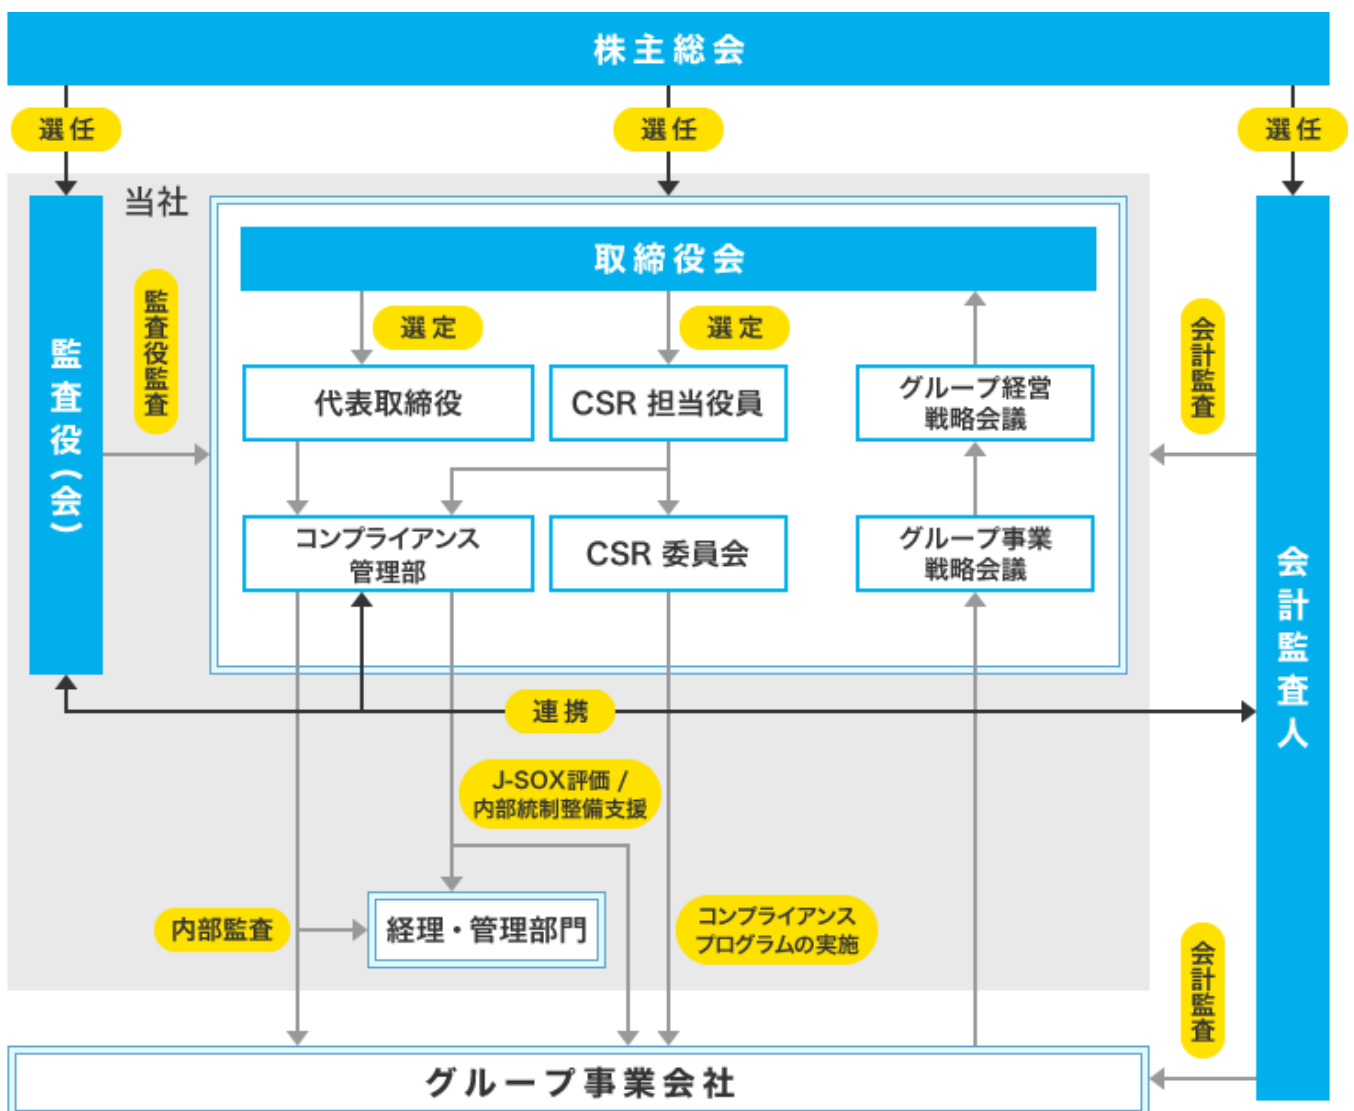 株主総会
選任
選任
選任
当社
監査役(会)
監査役監査
取締役会
選定
選定
代表取締役
CSR 担当役員
グループ経営
戦略会議
コンプライアンス
管理部
CSR 委員会
グループ事業
戦略会議
会計監査
会計監査人
連携
J-SOX評価 /
内部統制整備支援
内部監査
経理・管理部門
コンプライアンス
プログラムの実施
会計監査
グループ事業会社